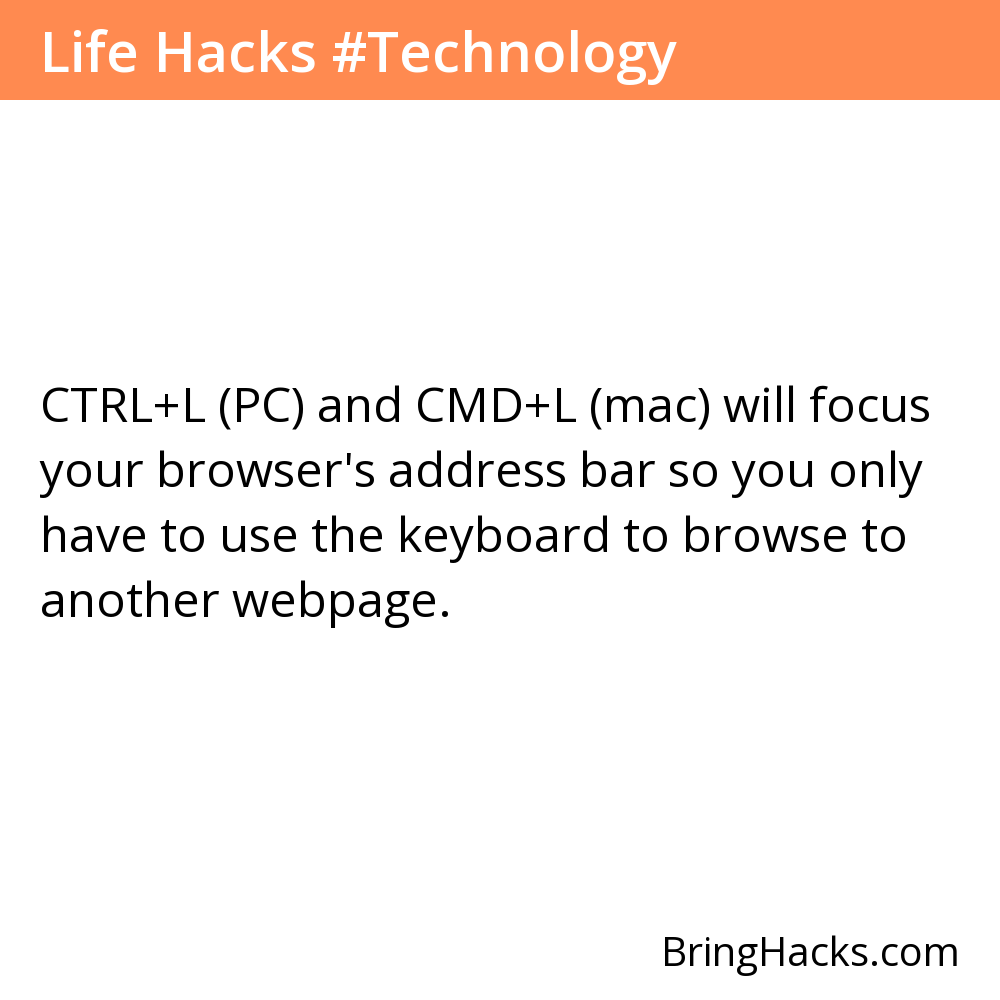 Life Hacks #Technology
CTRL+L (PC) and CMD+L (mac) will focus
your browser's address bar so you only
have to use the keyboard to browse to
another webpage.
BringHacks.com